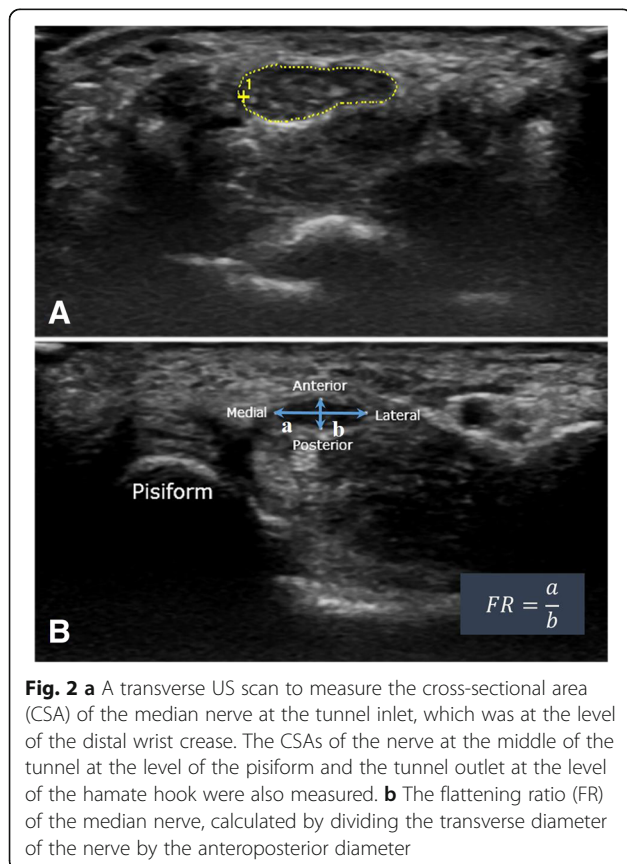 1
A
Anterior
Medial
Lateral
a
b
Posterior
Pisiform
FR = a/b
B
Fig. 2 a A transverse US scan to measure the cross-sectional area
(CSA) of the median nerve at the tunnel inlet, which was at the level
of the distal wrist crease. The CSAs of the nerve at the middle of the
tunnel at the level of the pisiform and the tunnel outlet at the level
of the hamate hook were also measured. b The flattening ratio (FR)
of the median nerve, calculated by dividing the transverse diameter
of the nerve by the anteroposterior diameter